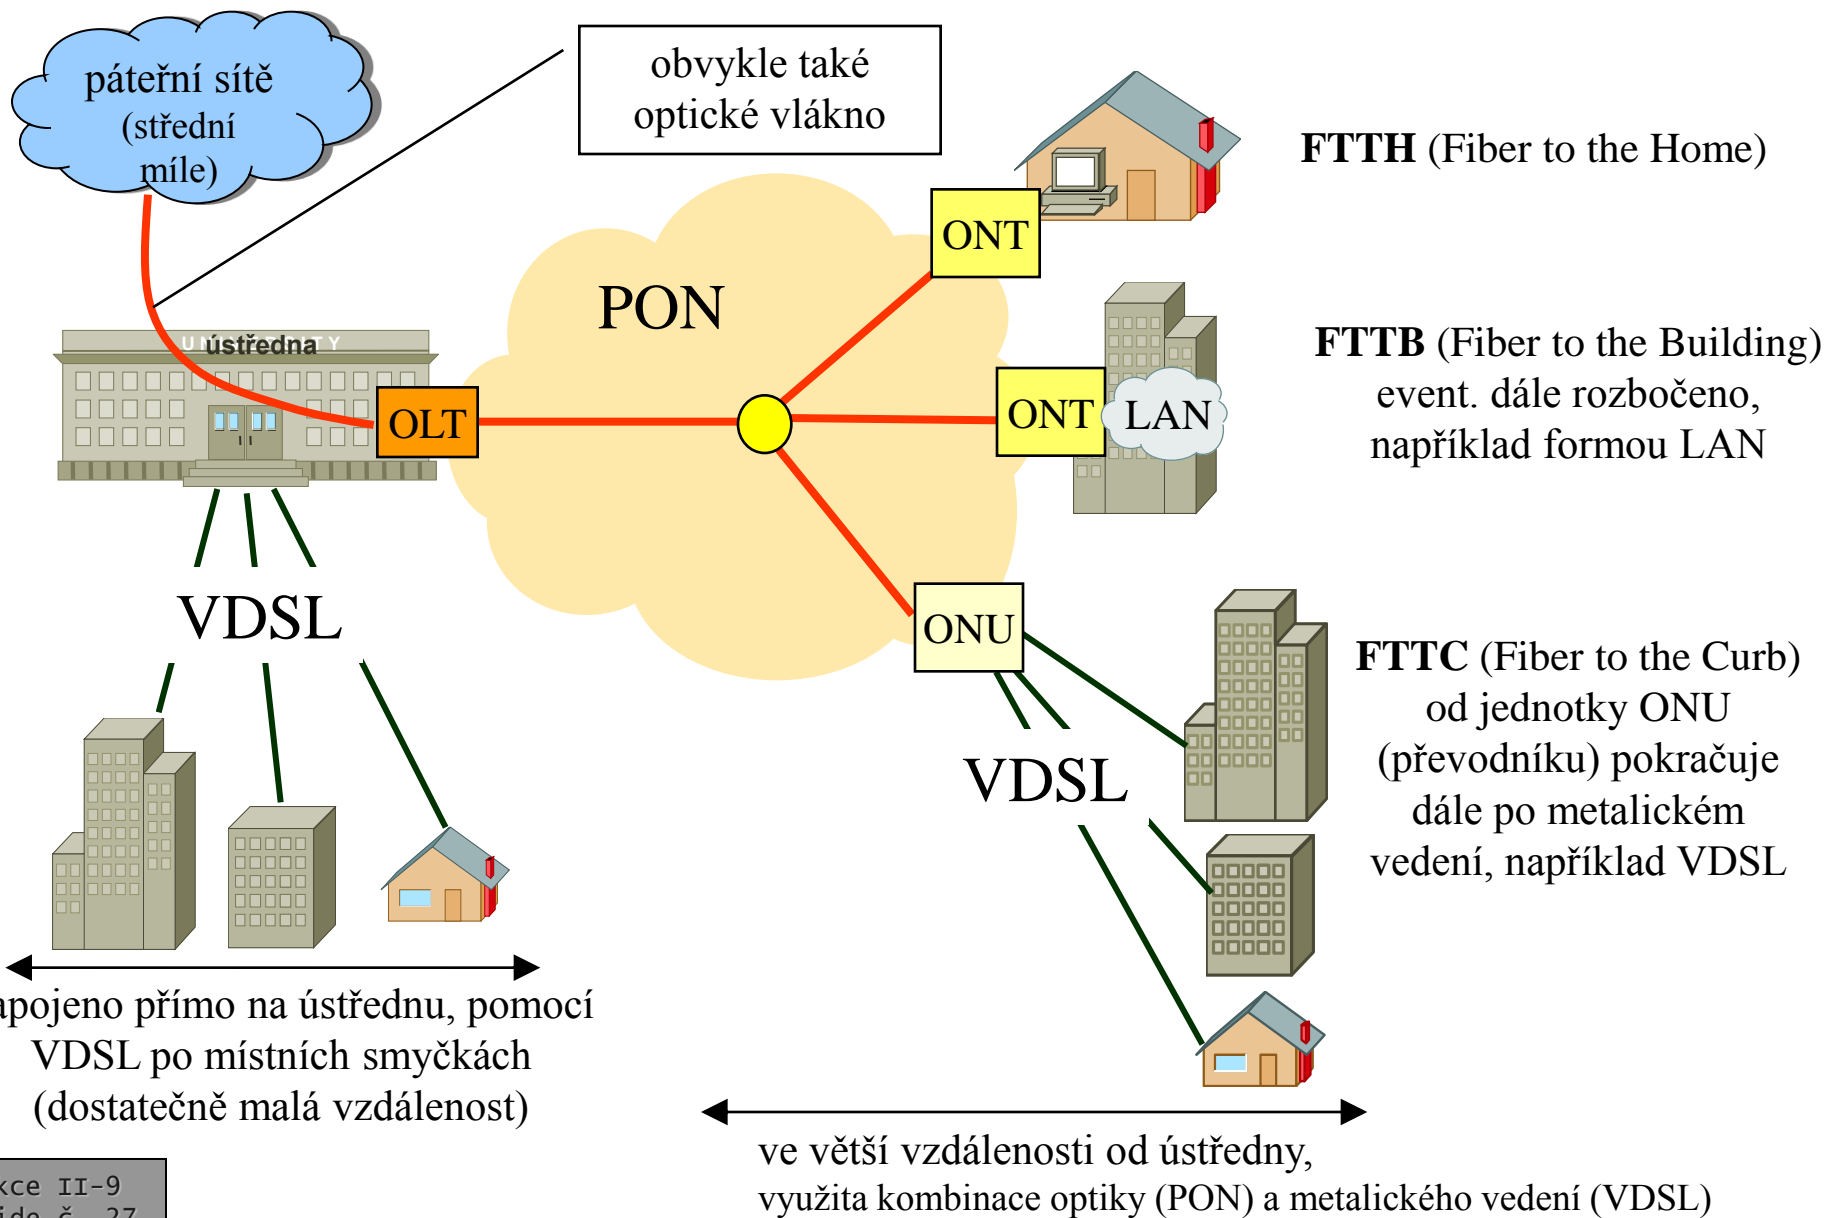 páteřní sítě
(střední
míle)
obvykle také
optické vlákno
FTTH (Fiber to the Home)
ONT
PON
ústředna
FTTB (Fiber to the Building)
event. dále rozbočeno,
například formou LAN
OLT
ONT
LAN
VDSL
ONU
FTTC (Fiber to the Curb)
od jednotky ONU
(převodníku) pokračuje
dále po metalickém
vedení, například VDSL
VDSL
apojeno přímo na ústřednu, pomocí
VDSL po místních smyčkách
(dostatečně malá vzdálenost)
ve větší vzdálenosti od ústředny,
využita kombinace optiky (PON) a metalického vedení (VDSL)
kce II-9
ide č. 27